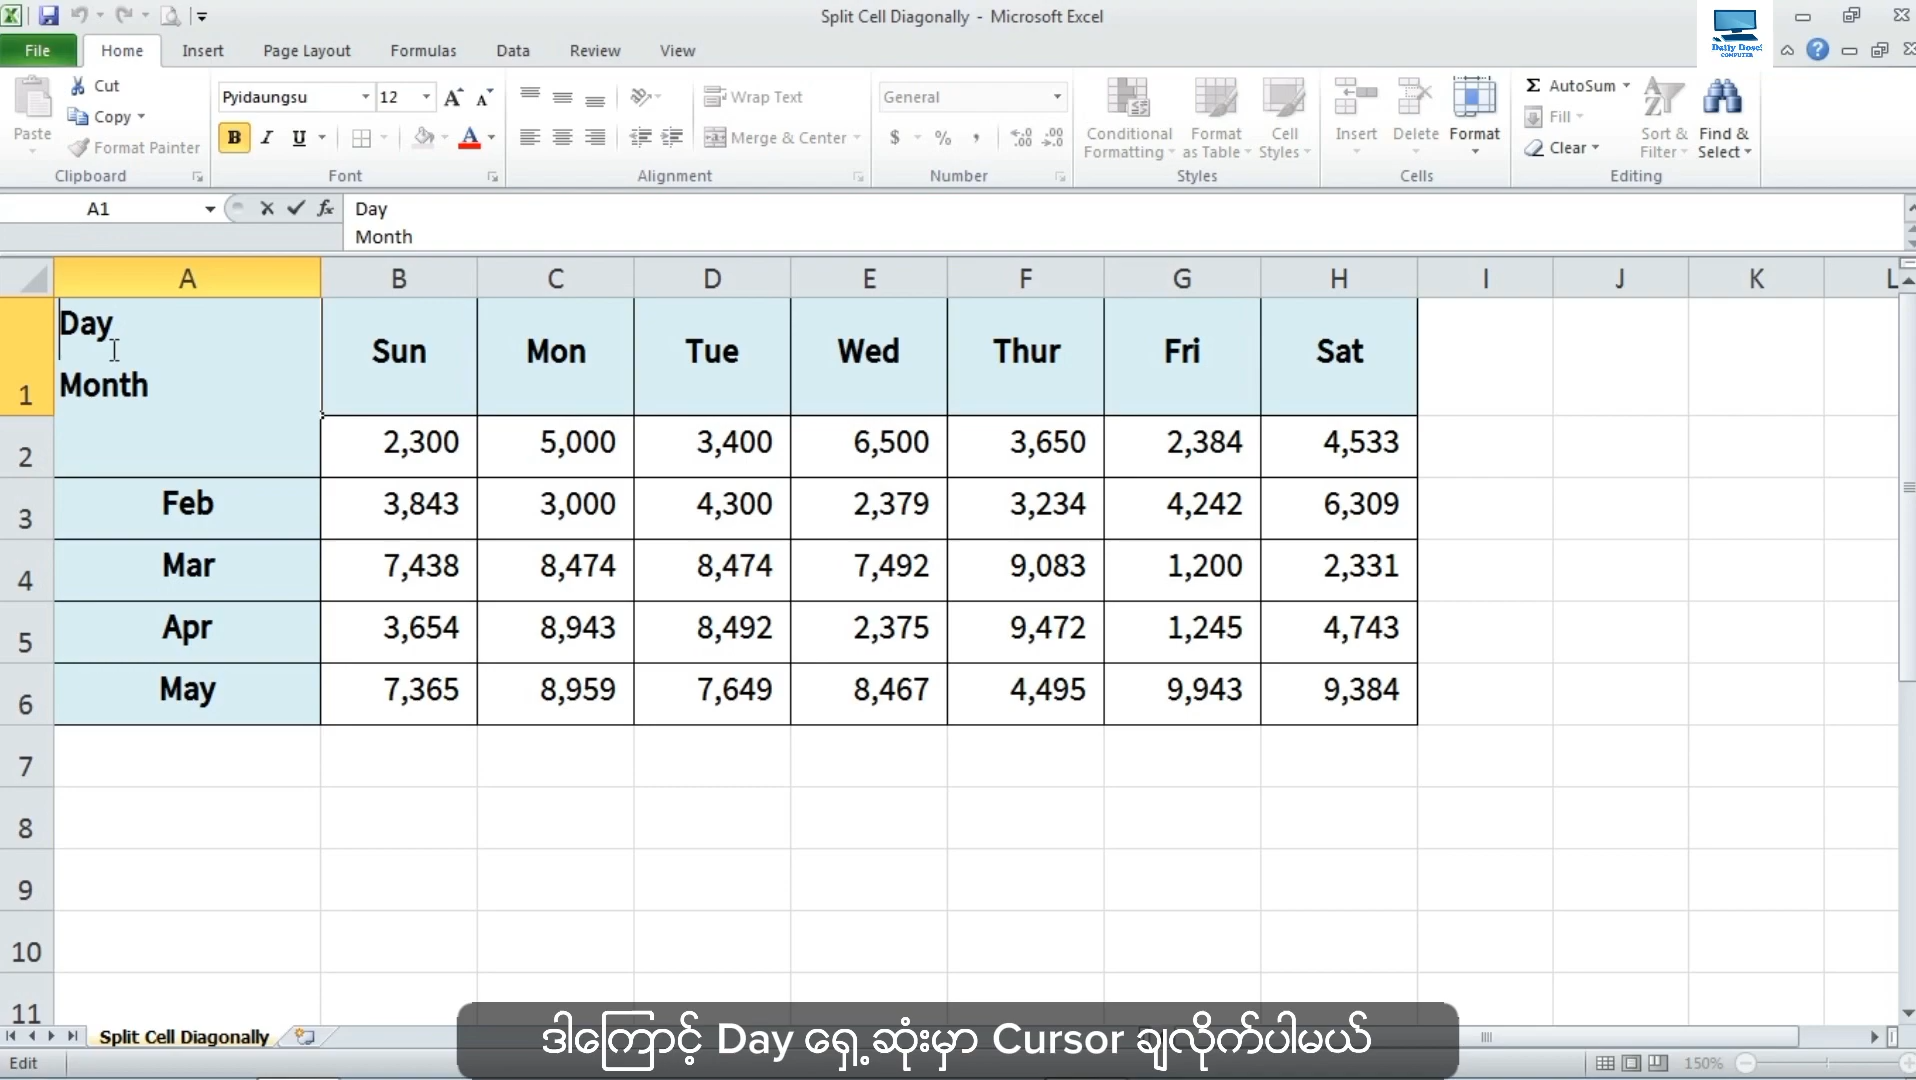 Split Cell Diagonally - Microsoft Excel
Daily Dose!
COMPUTER
File Home Insert Page Layout Formulas Data Review View
Paste
Cut
Copy
Format Painter
Clipboard
Pyidaungsu 12
B I U
Font
Wrap Text
Merge & Center
Alignment
General
$ % ,
Number
Conditional Formatting
Format as Table
Cell Styles
Styles
Insert Delete Format
Cells
Σ AutoSum
Fill
Clear
Sort & Filter
Find & Select
Editing
A1 fx Day
Month
A B C D E F G H I J K L
Day
Month
1 Sun Mon Tue Wed Thur Fri Sat
2 2,300 5,000 3,400 6,500 3,650 2,384 4,533
3 Feb 3,843 3,000 4,300 2,379 3,234 4,242 6,309
4 Mar 7,438 8,474 8,474 7,492 9,083 1,200 2,331
5 Apr 3,654 8,943 8,492 2,375 9,472 1,245 4,743
6 May 7,365 8,959 7,649 8,467 4,495 9,943 9,384
7
8
9
10
11
Split Cell Diagonally
ဒါကြောင့် Day ရှေ့ဆုံးမှာ Cursor ချလိုက်ပါမယ်
Edit 150%